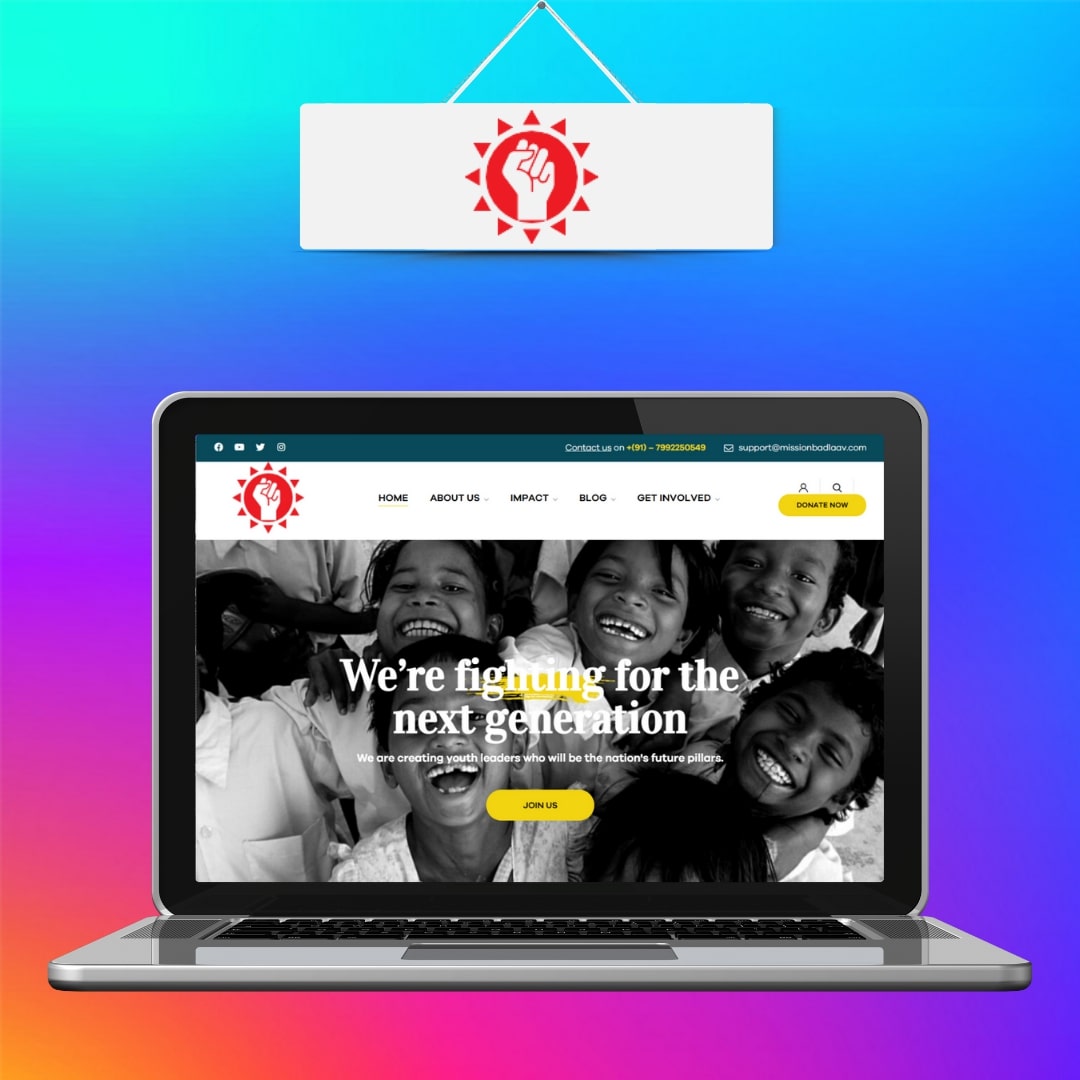 Contact us on +(91) – 7992250549 support@missionbadlaav.com
HOME ABOUT US IMPACT BLOG GET INVOLVED
DONATE NOW
We're fighting for the
next generation
We are creating youth leaders who will be the nation's future pillars.
JOIN US